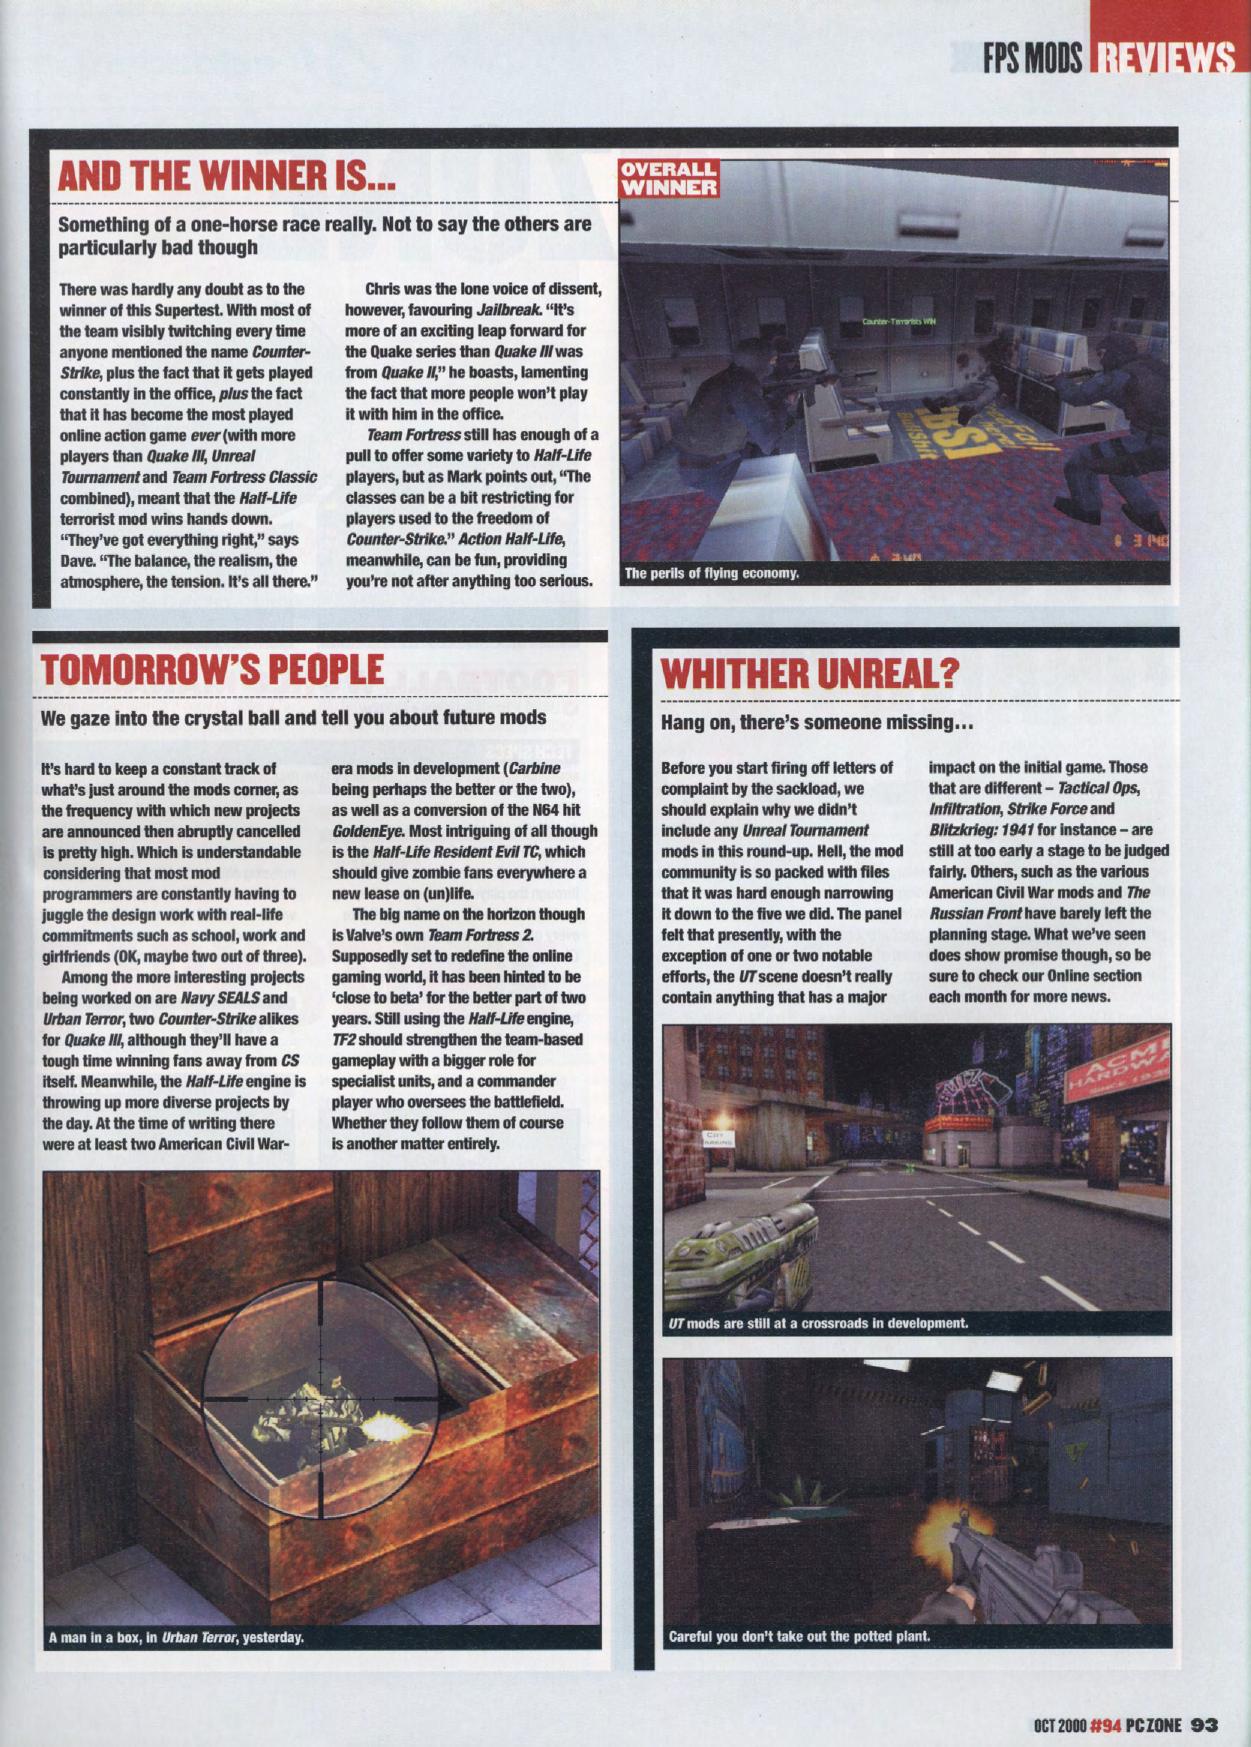 FPS MODS REVIEWS
AND THE WINNER IS...
Something of a one-horse race really. Not to say the others are
particularly bad though
There was hardly any doubt as to the
winner of this Supertest. With most of
the team visibly twitching every time
anyone mentioned the name Counter-
Strike, plus the fact that it gets played
constantly in the office, plus the fact
that it has become the most played
online action game ever (with more
players than Quake III, Unreal
Tournament and Team Fortress Classic
combined), meant that the Half-Life
terrorist mod wins hands down.
“They’ve got everything right,” says
Dave. “The balance, the realism, the
atmosphere, the tension. It’s all there.”
Chris was the lone voice of dissent,
however, favouring Jailbreak. “It’s
more of an exciting leap forward for
the Quake series than Quake III was
from Quake II,” he boasts, lamenting
the fact that more people won’t play
it with him in the office.
Team Fortress still has enough of a
pull to offer some variety to Half-Life
players, but as Mark points out, “The
classes can be a bit restricting for
players used to the freedom of
Counter-Strike.” Action Half-Life,
meanwhile, can be fun, providing
you’re not after anything too serious.
OVERALL
WINNER
Counter-Terrorists WIN
The perils of flying economy.
TOMORROW’S PEOPLE
We gaze into the crystal ball and tell you about future mods
It’s hard to keep a constant track of
what’s just around the mods corner, as
the frequency with which new projects
are announced then abruptly cancelled
is pretty high. Which is understandable
considering that most mod
programmers are constantly having to
juggle the design work with real-life
commitments such as school, work and
girlfriends (OK, maybe two out of three).
Among the more interesting projects
being worked on are Navy SEALS and
Urban Terror, two Counter-Strike alikes
for Quake III, although they’ll have a
tough time winning fans away from CS
itself. Meanwhile, the Half-Life engine is
throwing up more diverse projects by
the day. At the time of writing there
were at least two American Civil War-
era mods in development (Carbine
being perhaps the better or the two),
as well as a conversion of the N64 hit
GoldenEye. Most intriguing of all though
is the Half-Life Resident Evil TC, which
should give zombie fans everywhere a
new lease on (un)life.
The big name on the horizon though
is Valve’s own Team Fortress 2.
Supposedly set to redefine the online
gaming world, it has been hinted to be
‘close to beta’ for the better part of two
years. Still using the Half-Life engine,
TF2 should strengthen the team-based
gameplay with a bigger role for
specialist units, and a commander
player who oversees the battlefield.
Whether they follow them of course
is another matter entirely.
A man in a box, in Urban Terror, yesterday.
WHITHER UNREAL?
Hang on, there’s someone missing...
Before you start firing off letters of
complaint by the sackload, we
should explain why we didn’t
include any Unreal Tournament
mods in this round-up. Hell, the mod
community is so packed with files
that it was hard enough narrowing
it down to the five we did. The panel
felt that presently, with the
exception of one or two notable
efforts, the UT scene doesn’t really
contain anything that has a major
impact on the initial game. Those
that are different – Tactical Ops,
Infiltration, Strike Force and
Blitzkrieg: 1941 for instance – are
still at too early a stage to be judged
fairly. Others, such as the various
American Civil War mods and The
Russian Front have barely left the
planning stage. What we’ve seen
does show promise though, so be
sure to check our Online section
each month for more news.
CITY
PARKING
ACME
HARDWA
SINCE 193
UT mods are still at a crossroads in development.
Careful you don’t take out the potted plant.
OCT 2000 #94 PC ZONE 93